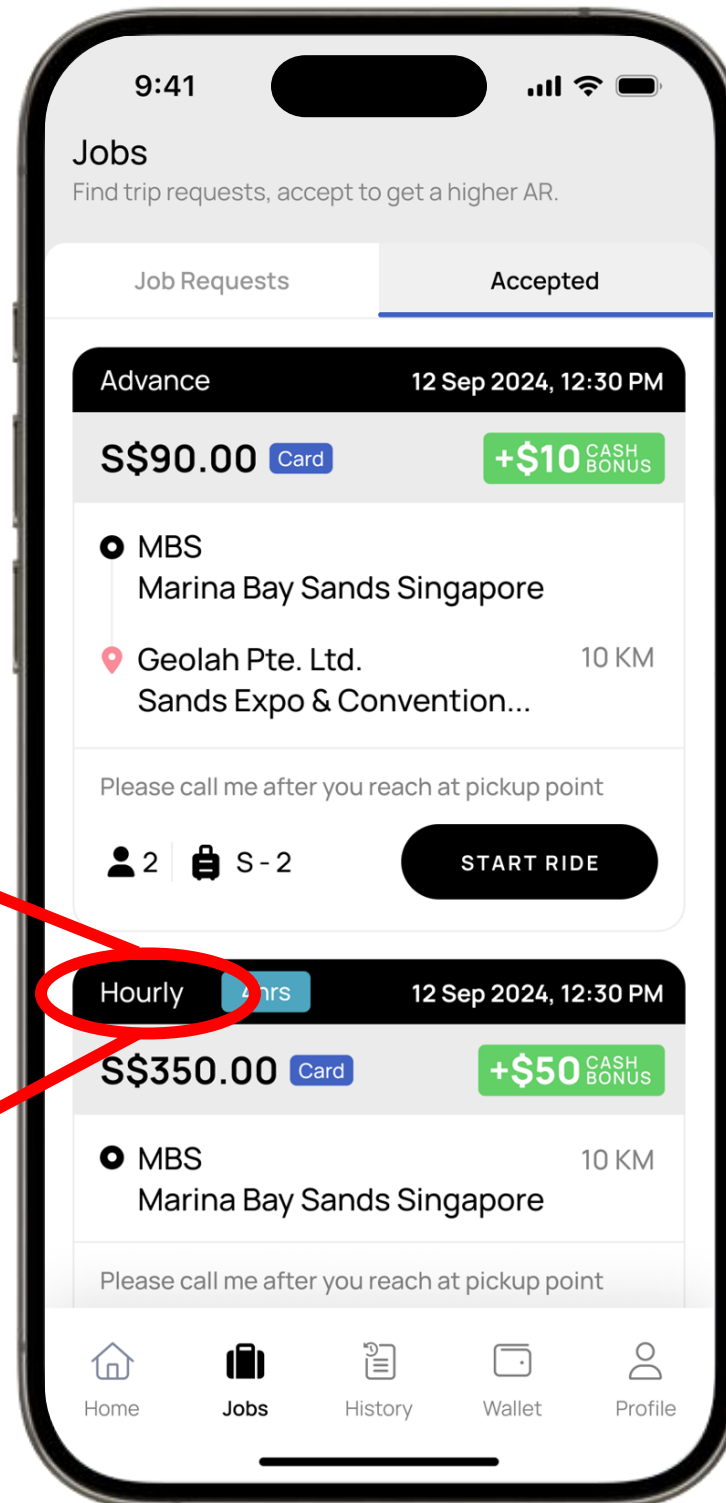 9:41
Jobs
Find trip requests, accept to get a higher AR.
Job Requests Accepted
Advance 12 Sep 2024, 12:30 PM
S$90.00 Card +$10 CASH BONUS
MBS
Marina Bay Sands Singapore
Geolah Pte. Ltd. 10 KM
Sands Expo & Convention...
Please call me after you reach at pickup point
2 S - 2 START RIDE
Hourly 4hrs 12 Sep 2024, 12:30 PM
S$350.00 Card +$50 CASH BONUS
MBS 10 KM
Marina Bay Sands Singapore
Please call me after you reach at pickup point
Home Jobs History Wallet Profile